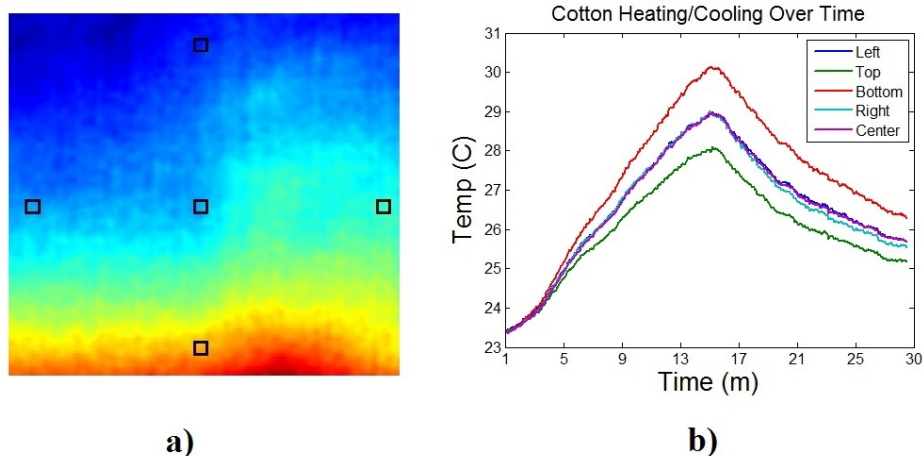 Cotton Heating/Cooling Over Time
31
30
29
28
27
26
25
24
23
Temp (C)
Left
Top
Bottom
Right
Center
1 5 9 13 17 21 25 30
Time (m)
a) b)